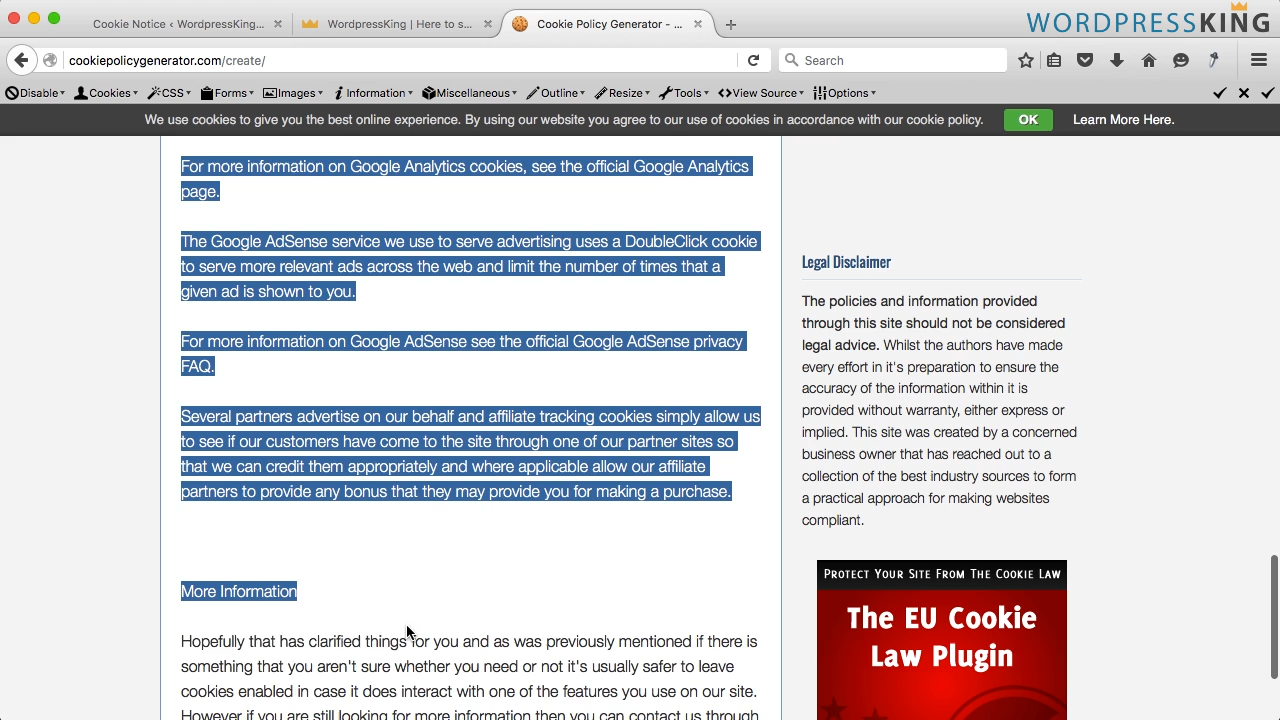 Cookie Notice ‹ WordpressKing...
WordpressKing | Here to s...
Cookie Policy Generator - ...
WORDPRESSKING
cookiepolicygenerator.com/create/
Search
Disable
Cookies
CSS
Forms
Images
Information
Miscellaneous
Outline
Resize
Tools
View Source
Options
We use cookies to give you the best online experience. By using our website you agree to our use of cookies in accordance with our cookie policy.
OK
Learn More Here.
For more information on Google Analytics cookies, see the official Google Analytics
page.
The Google AdSense service we use to serve advertising uses a DoubleClick cookie
to serve more relevant ads across the web and limit the number of times that a
given ad is shown to you.
For more information on Google AdSense see the official Google AdSense privacy
FAQ.
Several partners advertise on our behalf and affiliate tracking cookies simply allow us
to see if our customers have come to the site through one of our partner sites so
that we can credit them appropriately and where applicable allow our affiliate
partners to provide any bonus that they may provide you for making a purchase.
More Information
Hopefully that has clarified things for you and as was previously mentioned if there is
something that you aren't sure whether you need or not it's usually safer to leave
cookies enabled in case it does interact with one of the features you use on our site.
However if you are still looking for more information then you can contact us through
Legal Disclaimer
The policies and information provided
through this site should not be considered
legal advice. Whilst the authors have made
every effort in it's preparation to ensure the
accuracy of the information within it is
provided without warranty, either express or
implied. This site was created by a concerned
business owner that has reached out to a
collection of the best industry sources to form
a practical approach for making websites
compliant.
PROTECT YOUR SITE FROM THE COOKIE LAW
The EU Cookie
Law Plugin